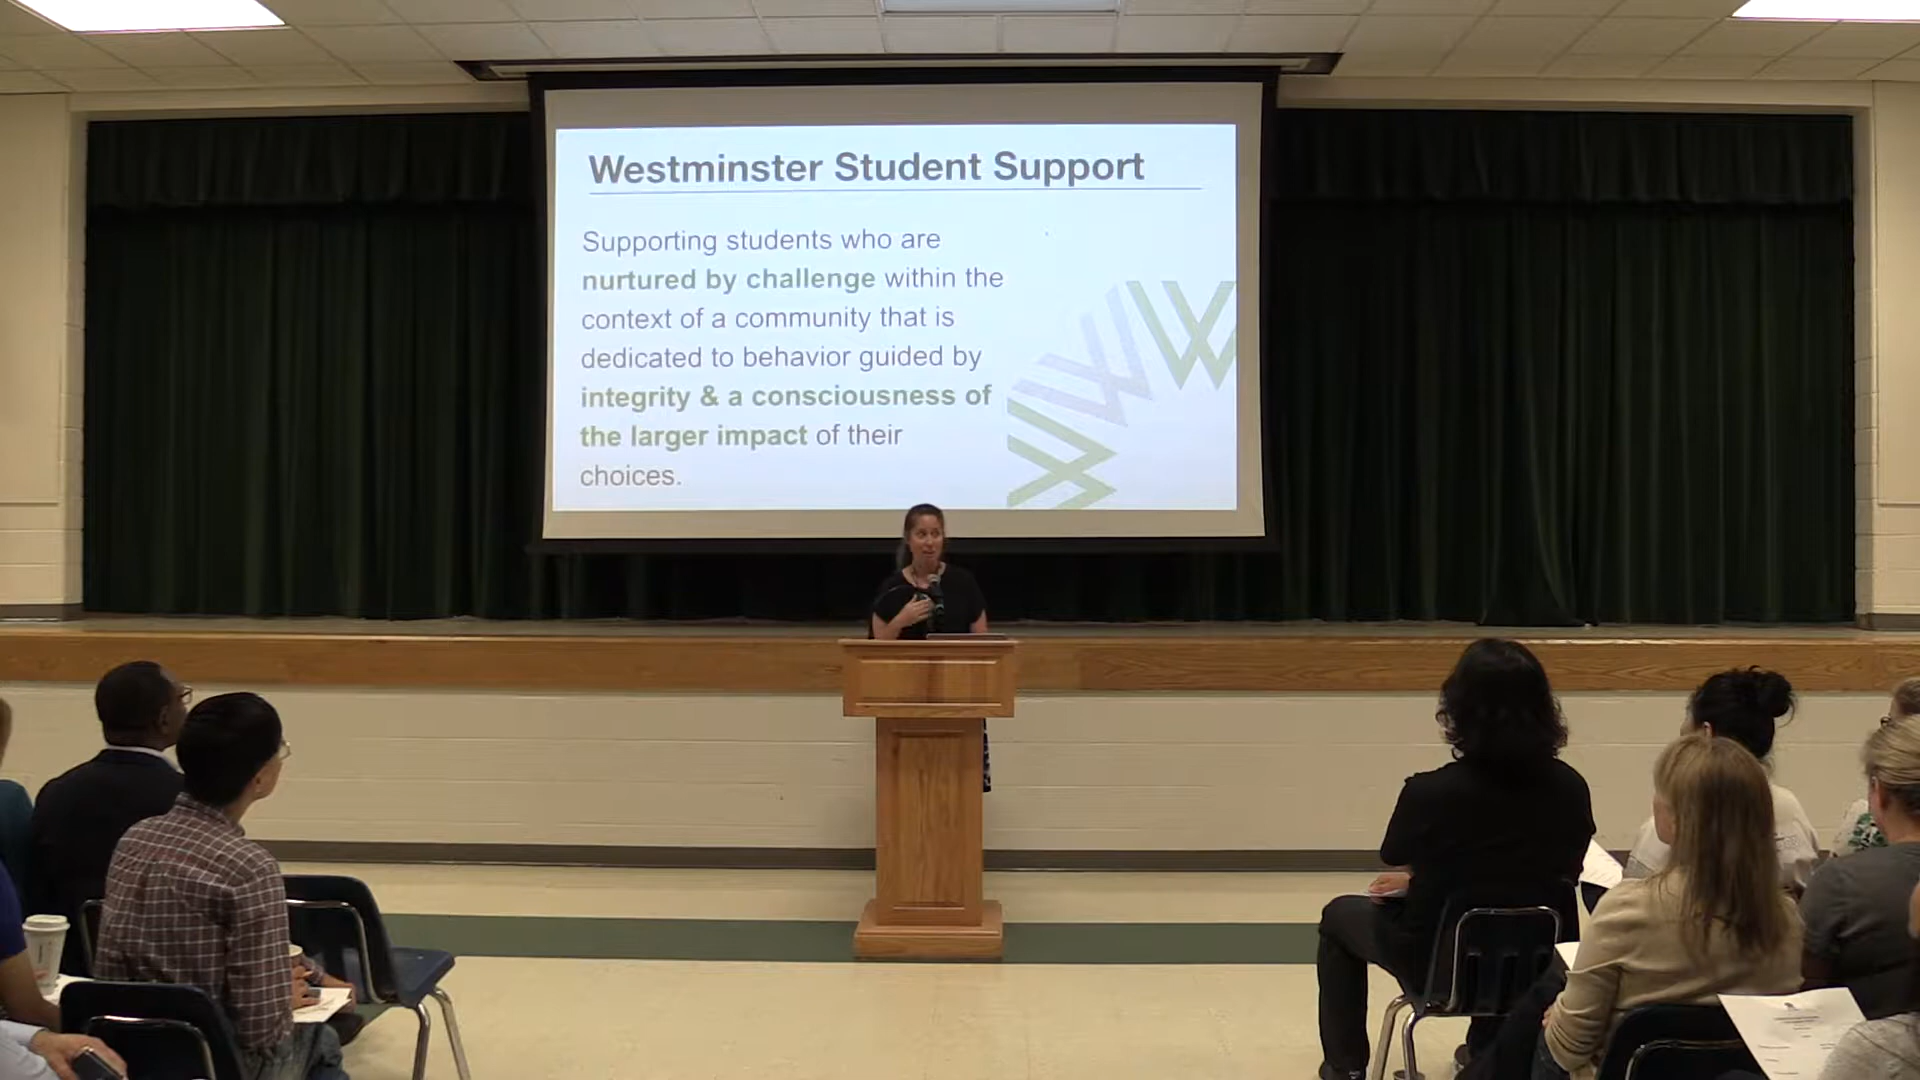 Westminster Student Support
Supporting students who are
nurtured by challenge within the
context of a community that is
dedicated to behavior guided by
integrity & a consciousness of
the larger impact of their
choices.